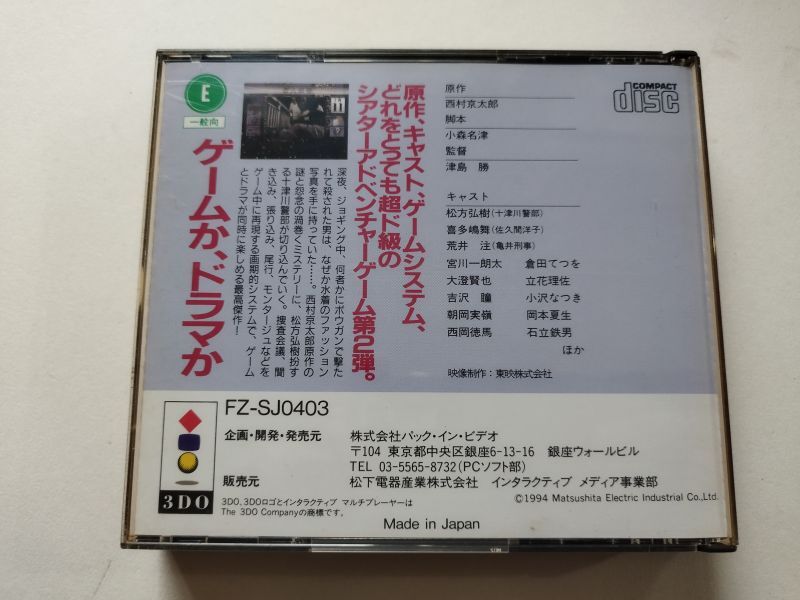 E
一般向
ゲームか、ドラマか
原作、キャスト、ゲームシステム、
どれをとっても超ド級の
シアターアドベンチャーゲーム第2弾。
深夜、ジョギング中、何者かにボウガンで撃た
れて殺された男は、なぜか水着のファッション
写真を手に持っていた……。西村京太郎原作の
謎と怨念の渦巻くミステリーに、松方弘樹扮す
る十津川警部が切り込んでいく。捜査会議、聞
き込み、張り込み、尾行、モンタージュなどを
ゲーム中に再現する画期的システムで、ゲーム
とドラマが同時に楽しめる最高傑作！
COMPACT
disc
原作
西村京太郎
脚本
小森名津
監督
津島 勝
キャスト
松方弘樹(十津川警部)
喜多嶋舞(佐久間洋子)
荒井 注(亀井刑事)
宮川一朗太 倉田てつを
大澄賢也 立花理佐
吉沢 瞳 小沢なつき
朝岡実嶺 岡本夏生
西岡徳馬 石立鉄男
ほか
映像制作：東映株式会社
3DO
FZ-SJ0403
企画・開発・発売元 株式会社パック・イン・ビデオ
〒104 東京都中央区銀座6-13-16 銀座ウォールビル
TEL 03-5565-8732(PCソフト部)
販売元 松下電器産業株式会社 インタラクティブ メディア事業部
3DO、3DOロゴとインタラクティブ マルチプレーヤーは
The 3DO Companyの商標です。
©1994 Matsushita Electric Industrial Co.,Ltd.
Made in Japan